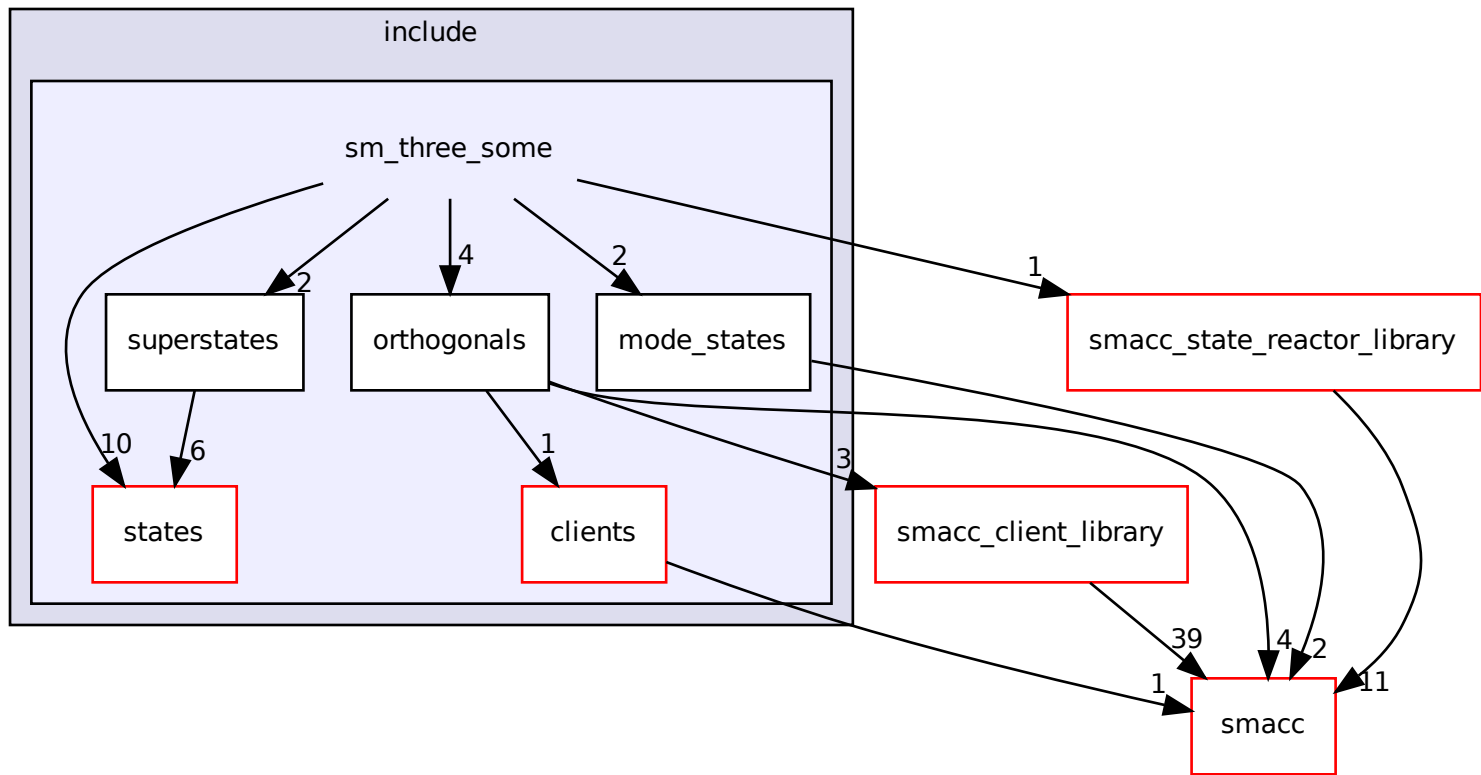 include
sm_three_some
2
4
2
1
superstates
orthogonals
mode_states
smacc_state_reactor_library
10
6
1
3
states
clients
smacc_client_library
39
4
2
1
11
smacc